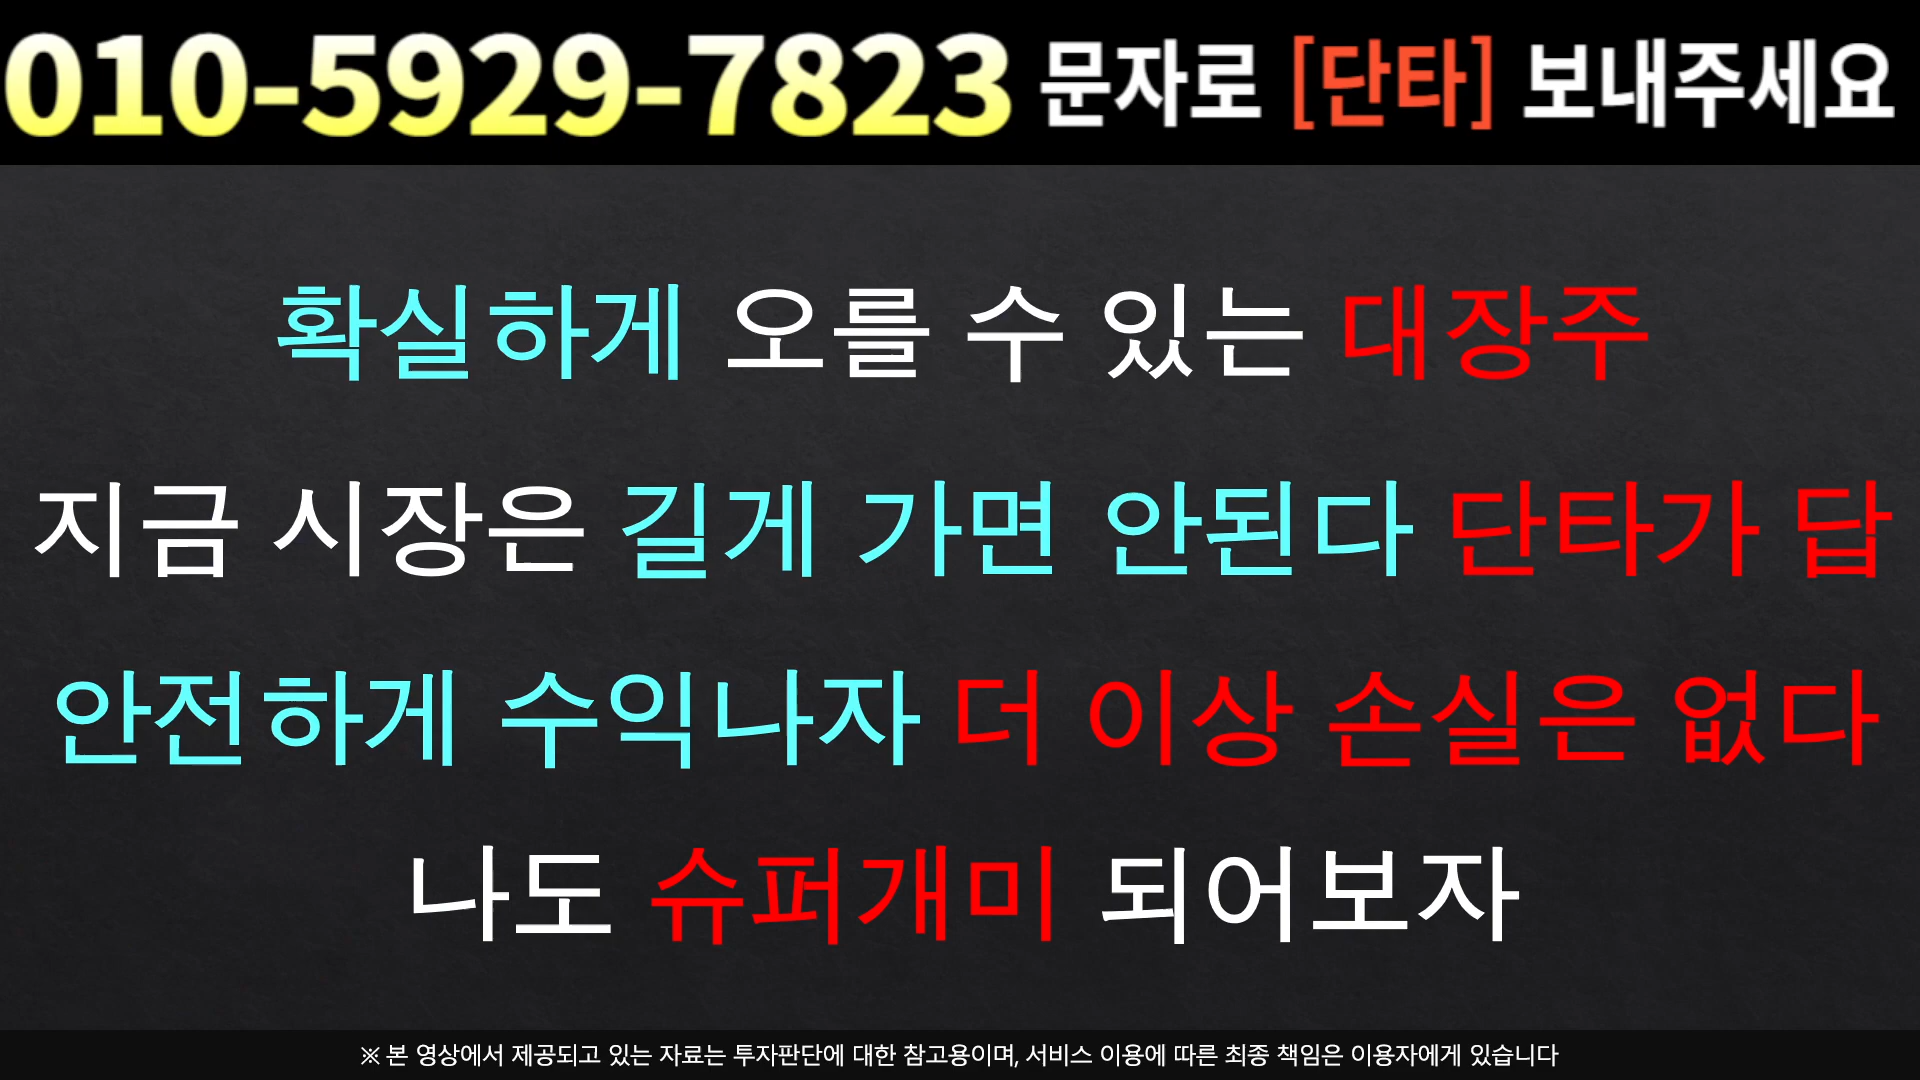 010-5929-7823 문자로 [단타] 보내주세요
확실하게 오를 수 있는 대장주
지금 시장은 길게 가면 안된다 단타가 답
안전하게 수익나자 더 이상 손실은 없다
나도 슈퍼개미 되어보자
※ 본 영상에서 제공되고 있는 자료는 투자판단에 대한 참고용이며, 서비스 이용에 따른 최종 책임은 이용자에게 있습니다